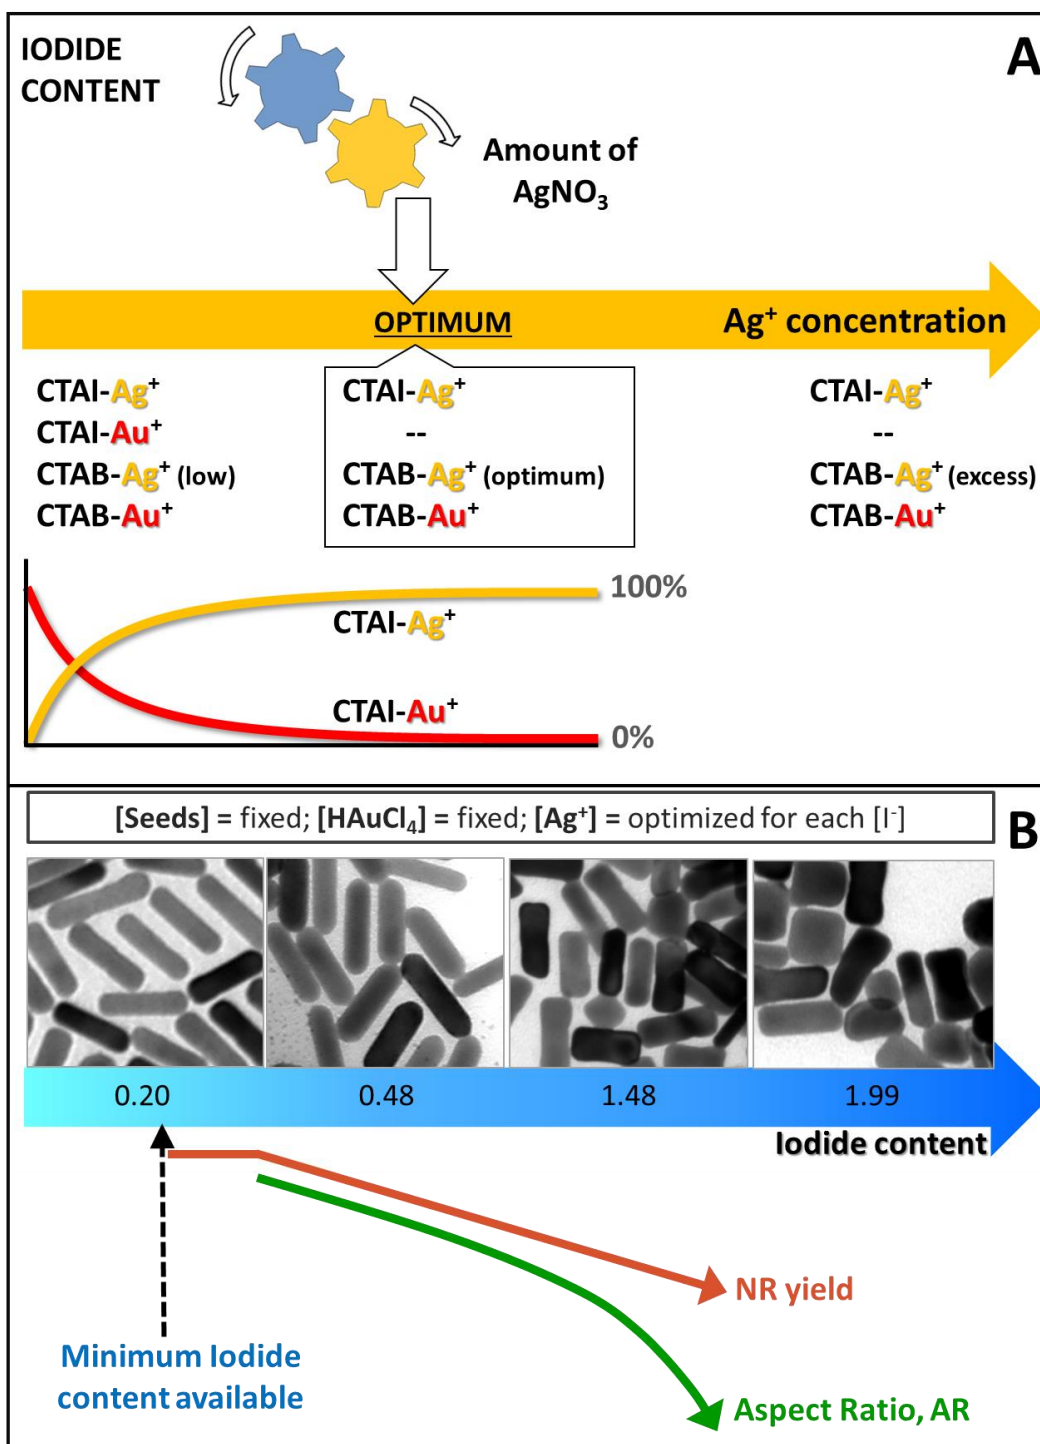 IODIDE
CONTENT
A
Amount of
AgNO₃
OPTIMUM
Ag⁺ concentration
CTAI-Ag⁺
CTAI-Au⁺
CTAB-Ag⁺ (low)
CTAB-Au⁺
CTAI-Ag⁺
--
CTAB-Ag⁺ (optimum)
CTAB-Au⁺
CTAI-Ag⁺
--
CTAB-Ag⁺ (excess)
CTAB-Au⁺
100%
CTAI-Ag⁺
CTAI-Au⁺
0%
[Seeds] = fixed; [HAuCl₄] = fixed; [Ag⁺] = optimized for each [I⁻]
B
0.20 0.48 1.48 1.99
Iodide content
NR yield
Minimum Iodide
content available
Aspect Ratio, AR